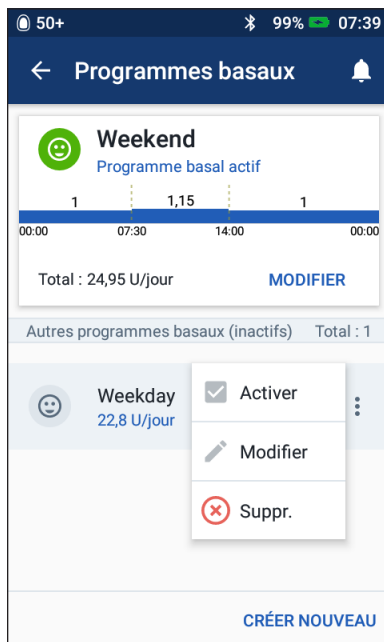 50+ 99% 07:39
Programmes basaux
Weekend
Programme basal actif
1 1,15 1
00:00 07:30 14:00 00:00
Total : 24,95 U/jour MODIFIER
Autres programmes basaux (inactifs) Total : 1
Weekday
22,8 U/jour
Activer
Modifier
Suppr.
CRÉER NOUVEAU